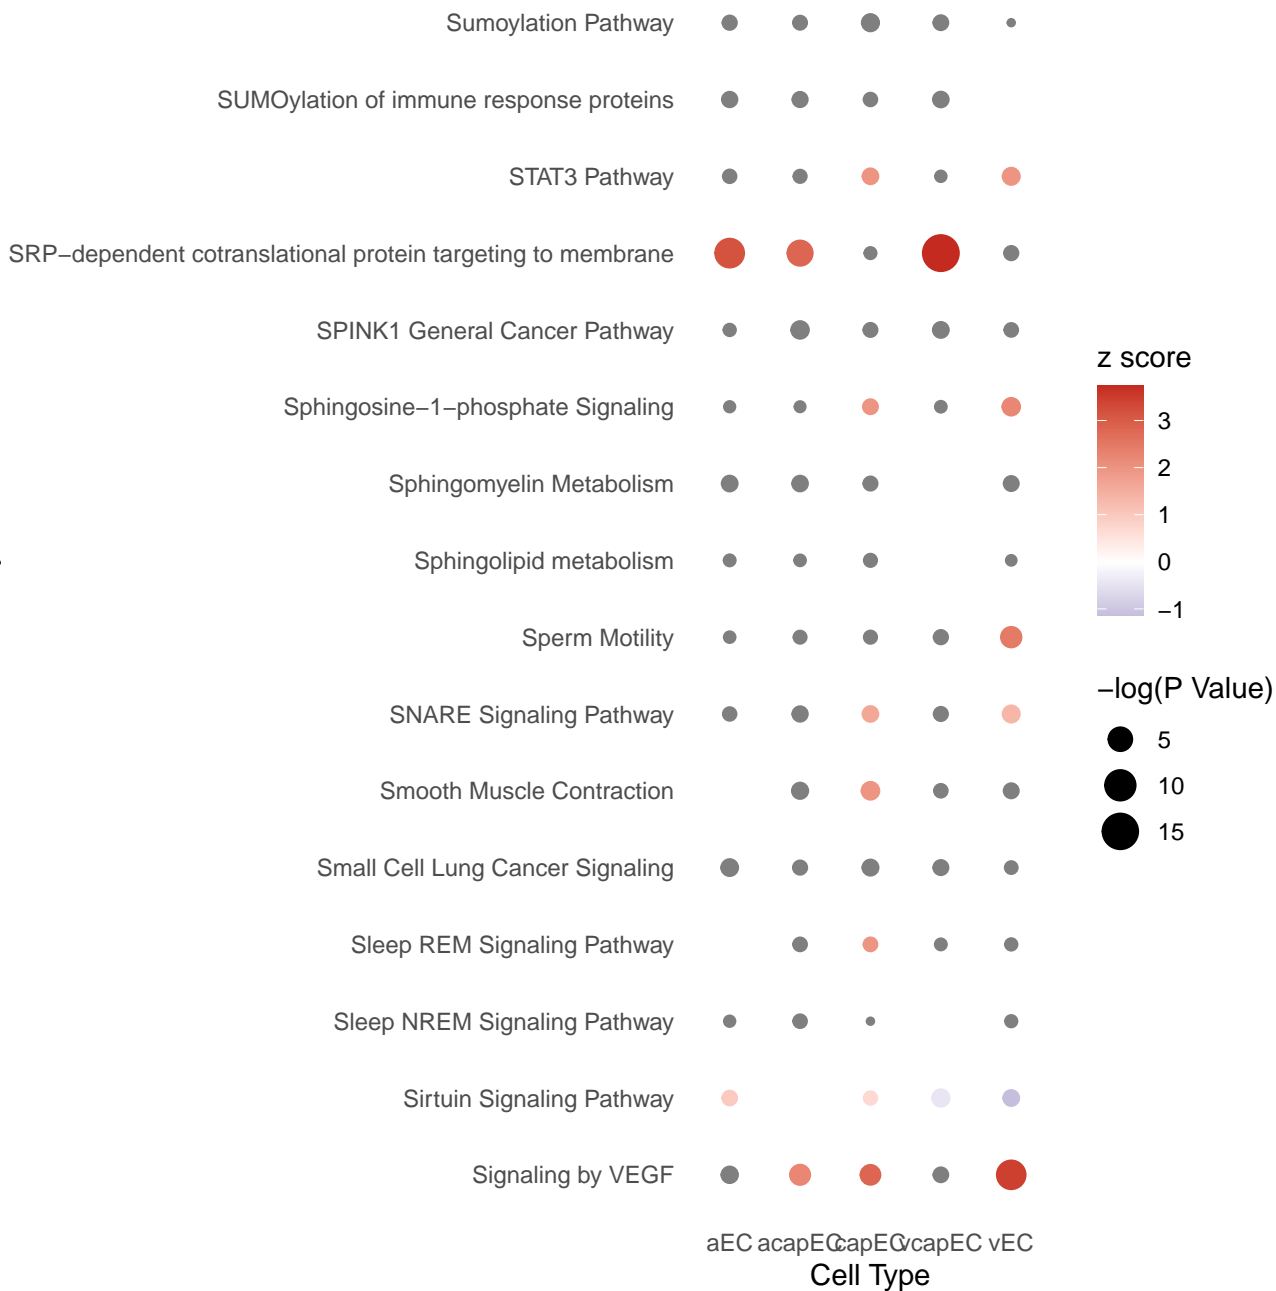 Sumoylation Pathway
SUMOylation of immune response proteins
STAT3 Pathway
SRP−dependent cotranslational protein targeting to membrane
SPINK1 General Cancer Pathway
Sphingosine−1−phosphate Signaling
Sphingomyelin Metabolism
Sphingolipid metabolism
Sperm Motility
SNARE Signaling Pathway
Smooth Muscle Contraction
Small Cell Lung Cancer Signaling
Sleep REM Signaling Pathway
Sleep NREM Signaling Pathway
Sirtuin Signaling Pathway
Signaling by VEGF
aEC acapEC capEC vcapEC vEC
Cell Type
z score
3
2
1
0
−1
−log(P Value)
5
10
15